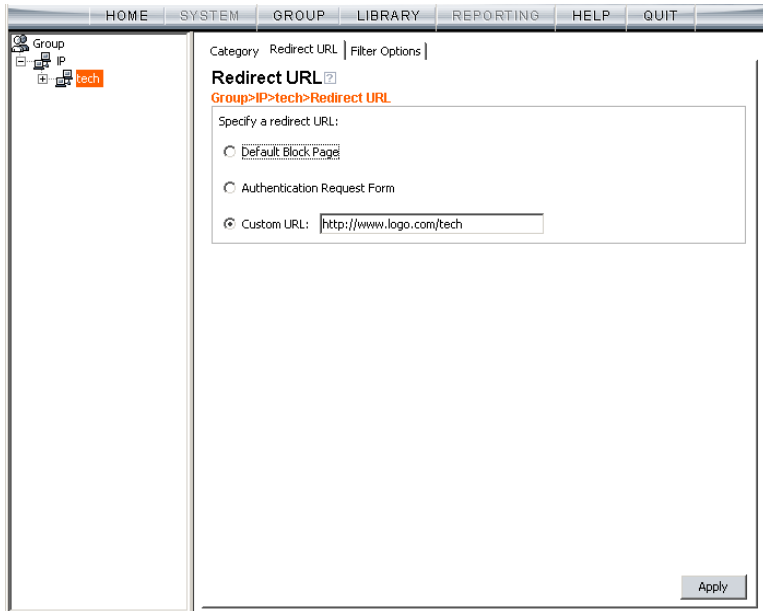 HOME SYSTEM GROUP LIBRARY REPORTING HELP QUIT
Group
IP
tech
Category Redirect URL Filter Options
Redirect URL ?
Group>IP>tech>Redirect URL
Specify a redirect URL:
Default Block Page
Authentication Request Form
Custom URL: http://www.logo.com/tech
Apply